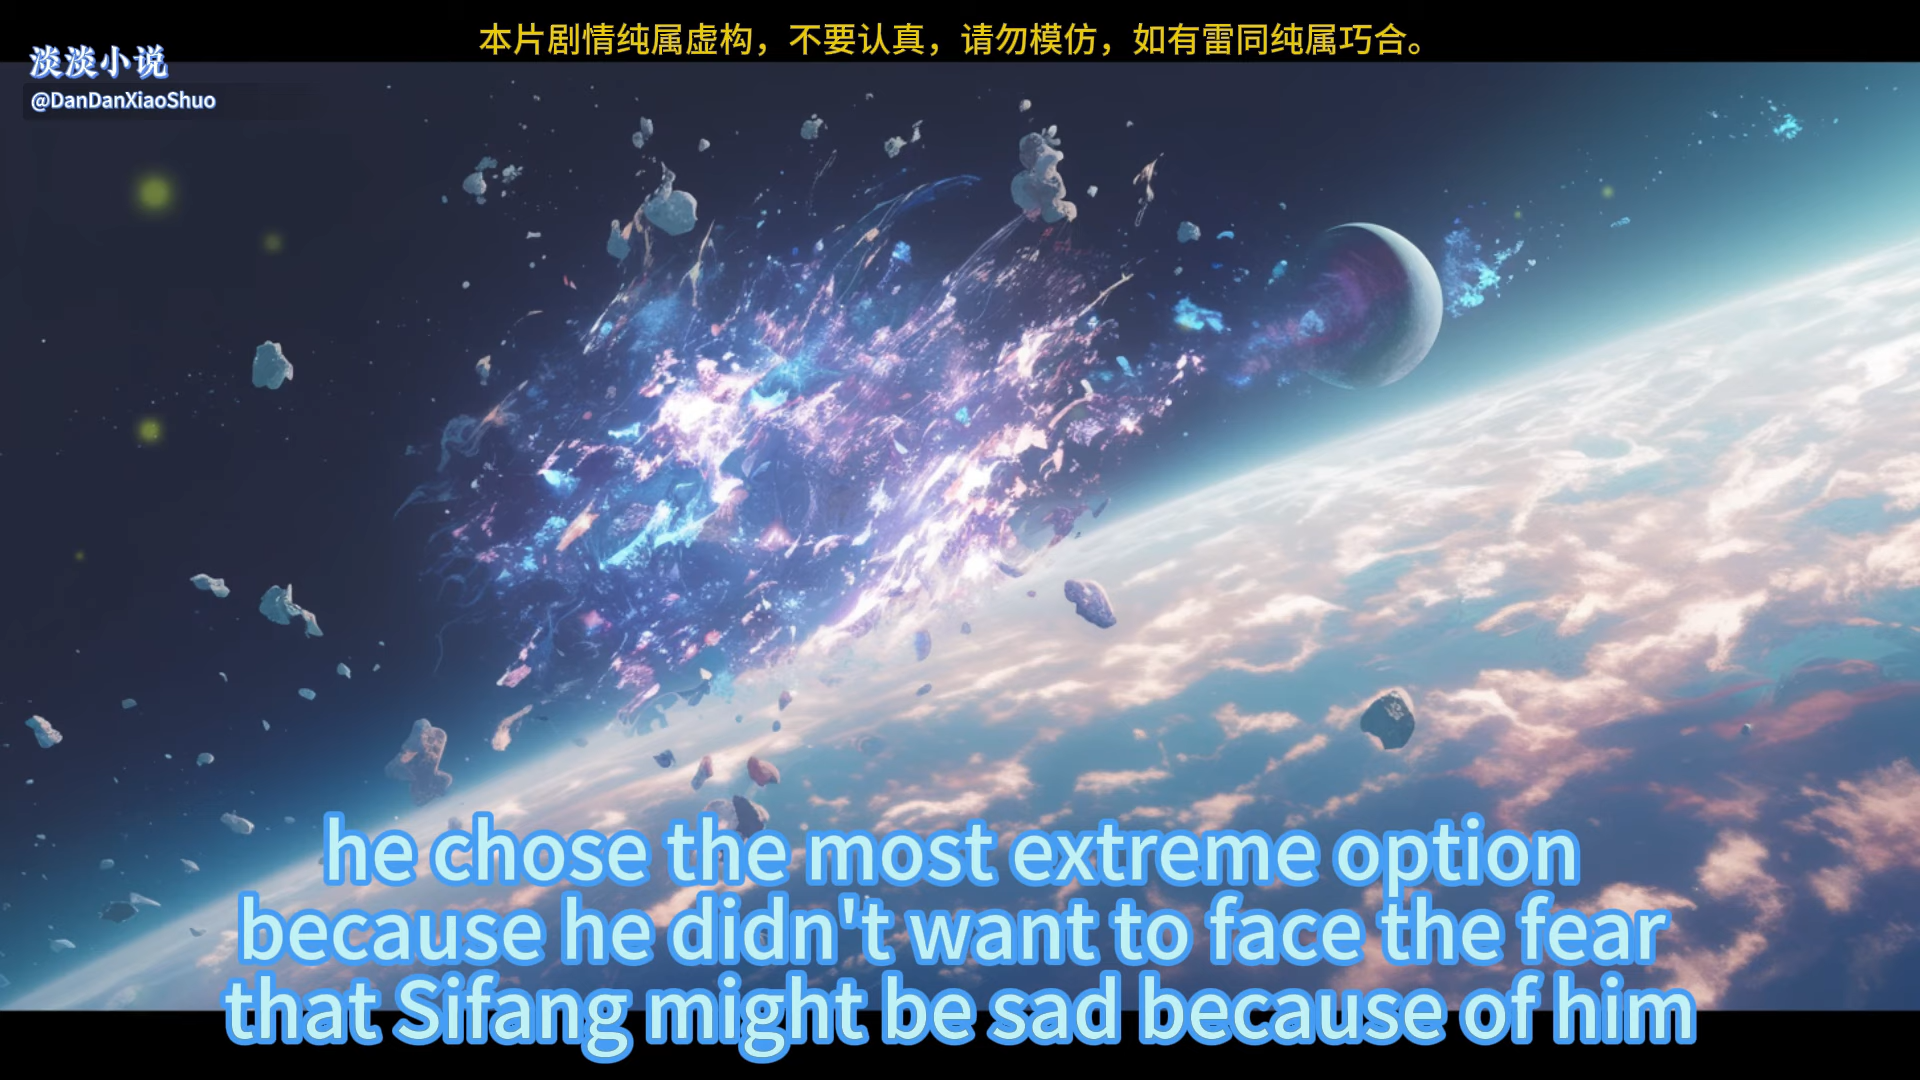 本片剧情纯属虚构，不要认真，请勿模仿，如有雷同纯属巧合。
淡淡小说
@DanDanXiaoShuo
he chose the most extreme option
because he didn't want to face the fear
that Sifang might be sad because of him